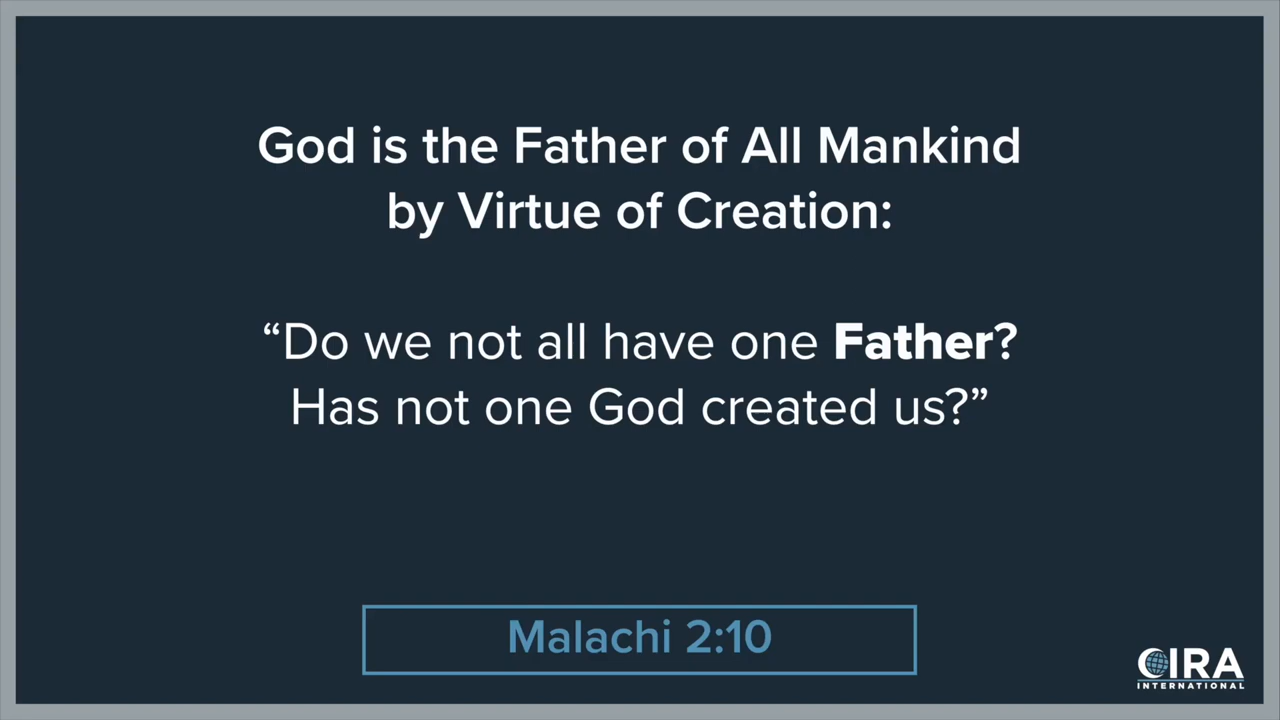 God is the Father of All Mankind
by Virtue of Creation:
“Do we not all have one Father?
Has not one God created us?”
Malachi 2:10
CIRA
INTERNATIONAL